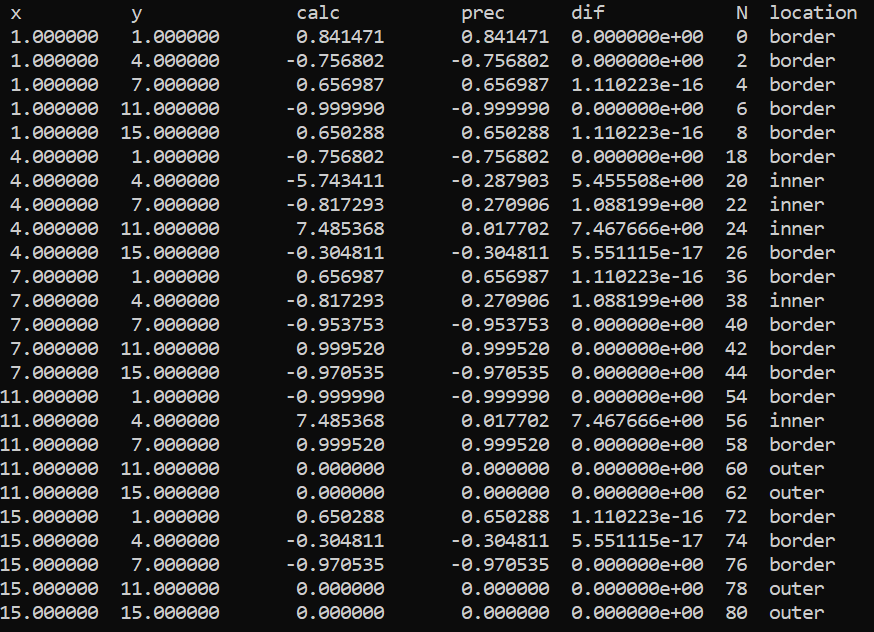 x y calc prec dif N location
1.000000 1.000000 0.841471 0.841471 0.000000e+00 0 border
1.000000 4.000000 -0.756802 -0.756802 0.000000e+00 2 border
1.000000 7.000000 0.656987 0.656987 1.110223e-16 4 border
1.000000 11.000000 -0.999990 -0.999990 0.000000e+00 6 border
1.000000 15.000000 0.650288 0.650288 1.110223e-16 8 border
4.000000 1.000000 -0.756802 -0.756802 0.000000e+00 18 border
4.000000 4.000000 -5.743411 -0.287903 5.455508e+00 20 inner
4.000000 7.000000 -0.817293 0.270906 1.088199e+00 22 inner
4.000000 11.000000 7.485368 0.017702 7.467666e+00 24 inner
4.000000 15.000000 -0.304811 -0.304811 5.551115e-17 26 border
7.000000 1.000000 0.656987 0.656987 1.110223e-16 36 border
7.000000 4.000000 -0.817293 0.270906 1.088199e+00 38 inner
7.000000 7.000000 -0.953753 -0.953753 0.000000e+00 40 border
7.000000 11.000000 0.999520 0.999520 0.000000e+00 42 border
7.000000 15.000000 -0.970535 -0.970535 0.000000e+00 44 border
11.000000 1.000000 -0.999990 -0.999990 0.000000e+00 54 border
11.000000 4.000000 7.485368 0.017702 7.467666e+00 56 inner
11.000000 7.000000 0.999520 0.999520 0.000000e+00 58 border
11.000000 11.000000 0.000000 0.000000 0.000000e+00 60 outer
11.000000 15.000000 0.000000 0.000000 0.000000e+00 62 outer
15.000000 1.000000 0.650288 0.650288 1.110223e-16 72 border
15.000000 4.000000 -0.304811 -0.304811 5.551115e-17 74 border
15.000000 7.000000 -0.970535 -0.970535 0.000000e+00 76 border
15.000000 11.000000 0.000000 0.000000 0.000000e+00 78 outer
15.000000 15.000000 0.000000 0.000000 0.000000e+00 80 outer